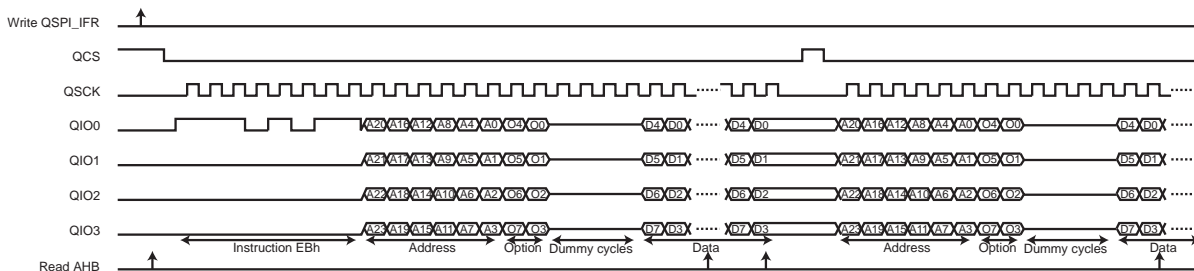 Write QSPI_IFR
QCS
QSCK
QIO0 A20 A16 A12 A8 A4 A0 O4 O0 D4 D0 D4 D0 A20 A16 A12 A8 A4 A0 O4 O0 D4 D0
QIO1 A21 A17 A13 A9 A5 A1 O5 O1 D5 D1 D5 D1 A21 A17 A13 A9 A5 A1 O5 O1 D5 D1
QIO2 A22 A18 A14 A10 A6 A2 O6 O2 D6 D2 D6 D2 A22 A18 A14 A10 A6 A2 O6 O2 D6 D2
QIO3 A23 A19 A15 A11 A7 A3 O7 O3 D7 D3 D7 D3 A23 A19 A15 A11 A7 A3 O7 O3 D7 D3
Instruction EBh Address Option Dummy cycles Data Address Option Dummy cycles Data
Read AHB